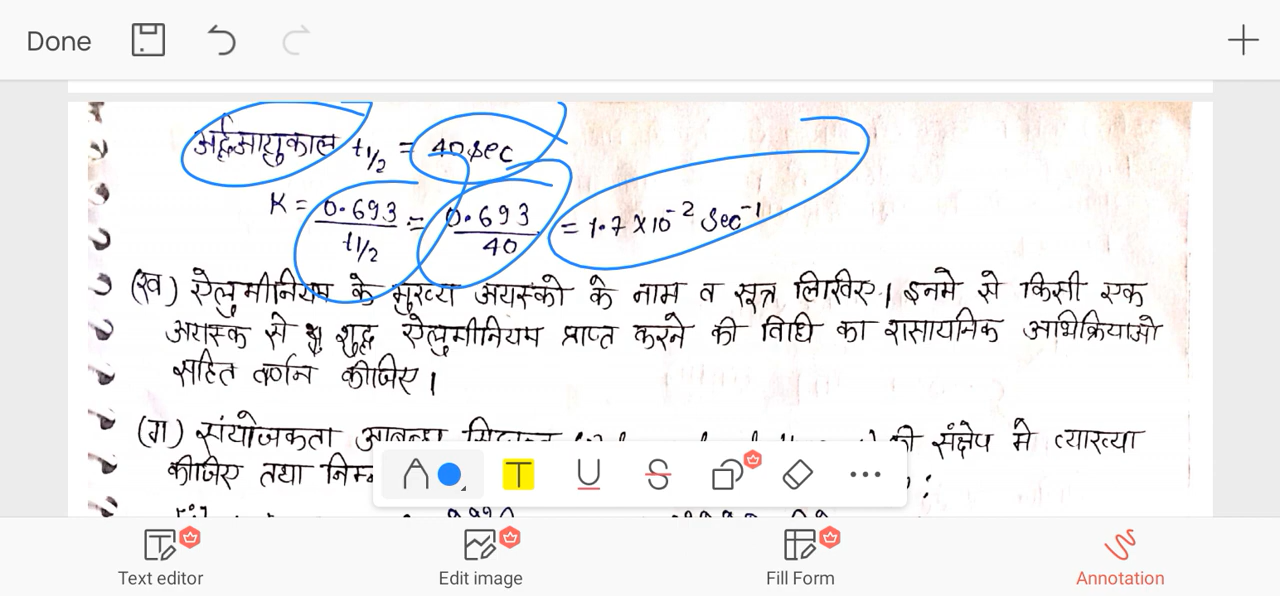 Done
अर्द्धआयुकाल t1/2 = 40 sec
K = 0.693/t1/2 = 0.693/40 = 1.7 × 10⁻² Sec⁻¹
(ख) ऐलुमीनियम के मुख्य अयस्को के नाम व सूत्र लिखिए। इनमे से किसी एक
अयस्क से शुद्ध ऐलुमीनियम प्राप्त करने की विधि का रासायनिक अभिक्रियाओ
सहित वर्णन कीजिए।
(ग) संयोजकता की संक्षेप मे व्याख्या
कीजिए तथा
T U S
Text editor
Edit image
Fill Form
Annotation